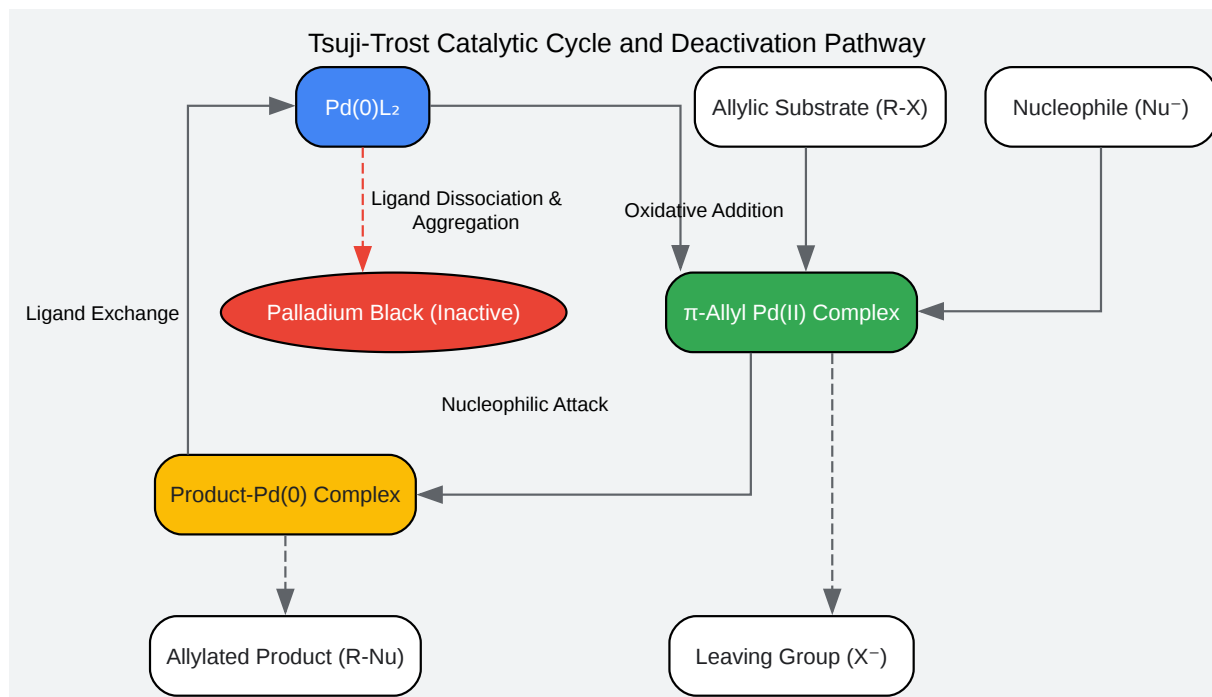 Tsuji-Trost Catalytic Cycle and Deactivation Pathway
Pd(0)L₂
Allylic Substrate (R-X)
Nucleophile (Nu⁻)
Ligand Dissociation &
Aggregation
Oxidative Addition
Ligand Exchange
Palladium Black (Inactive)
π-Allyl Pd(II) Complex
Nucleophilic Attack
Product-Pd(0) Complex
Allylated Product (R-Nu)
Leaving Group (X⁻)